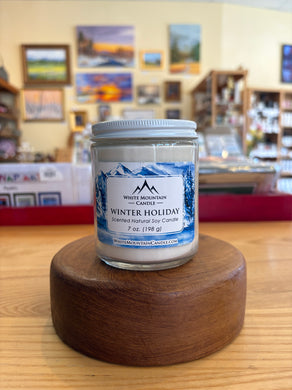 WHITE MOUNTAIN
CANDLE
WINTER HOLIDAY
Scented Natural Soy Candle
7 oz. (198 g)
WHITEMOUNTAINCANDLE.COM